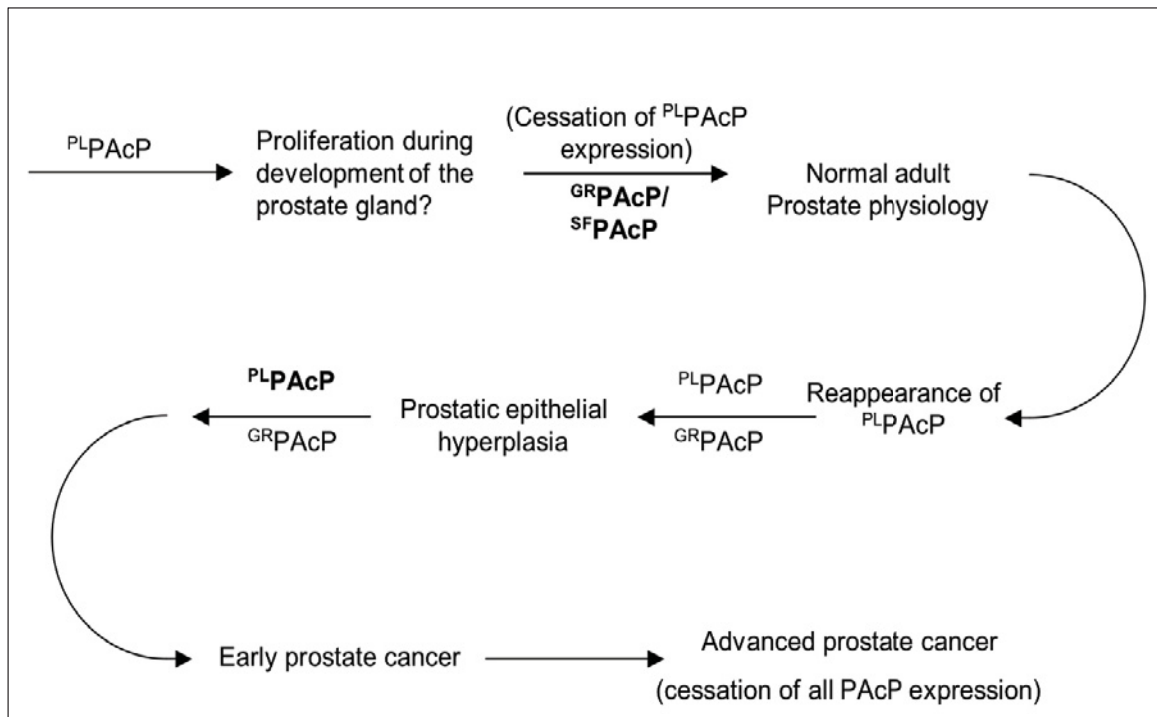 PLPAcP
Proliferation during
development of the
prostate gland?
(Cessation of PLPAcP
expression)
GRPAcP/
SFPAcP
Normal adult
Prostate physiology
Reappearance of
PLPAcP
PLPAcP
GRPAcP
Prostatic epithelial
hyperplasia
PLPAcP
GRPAcP
Early prostate cancer
Advanced prostate cancer
(cessation of all PAcP expression)